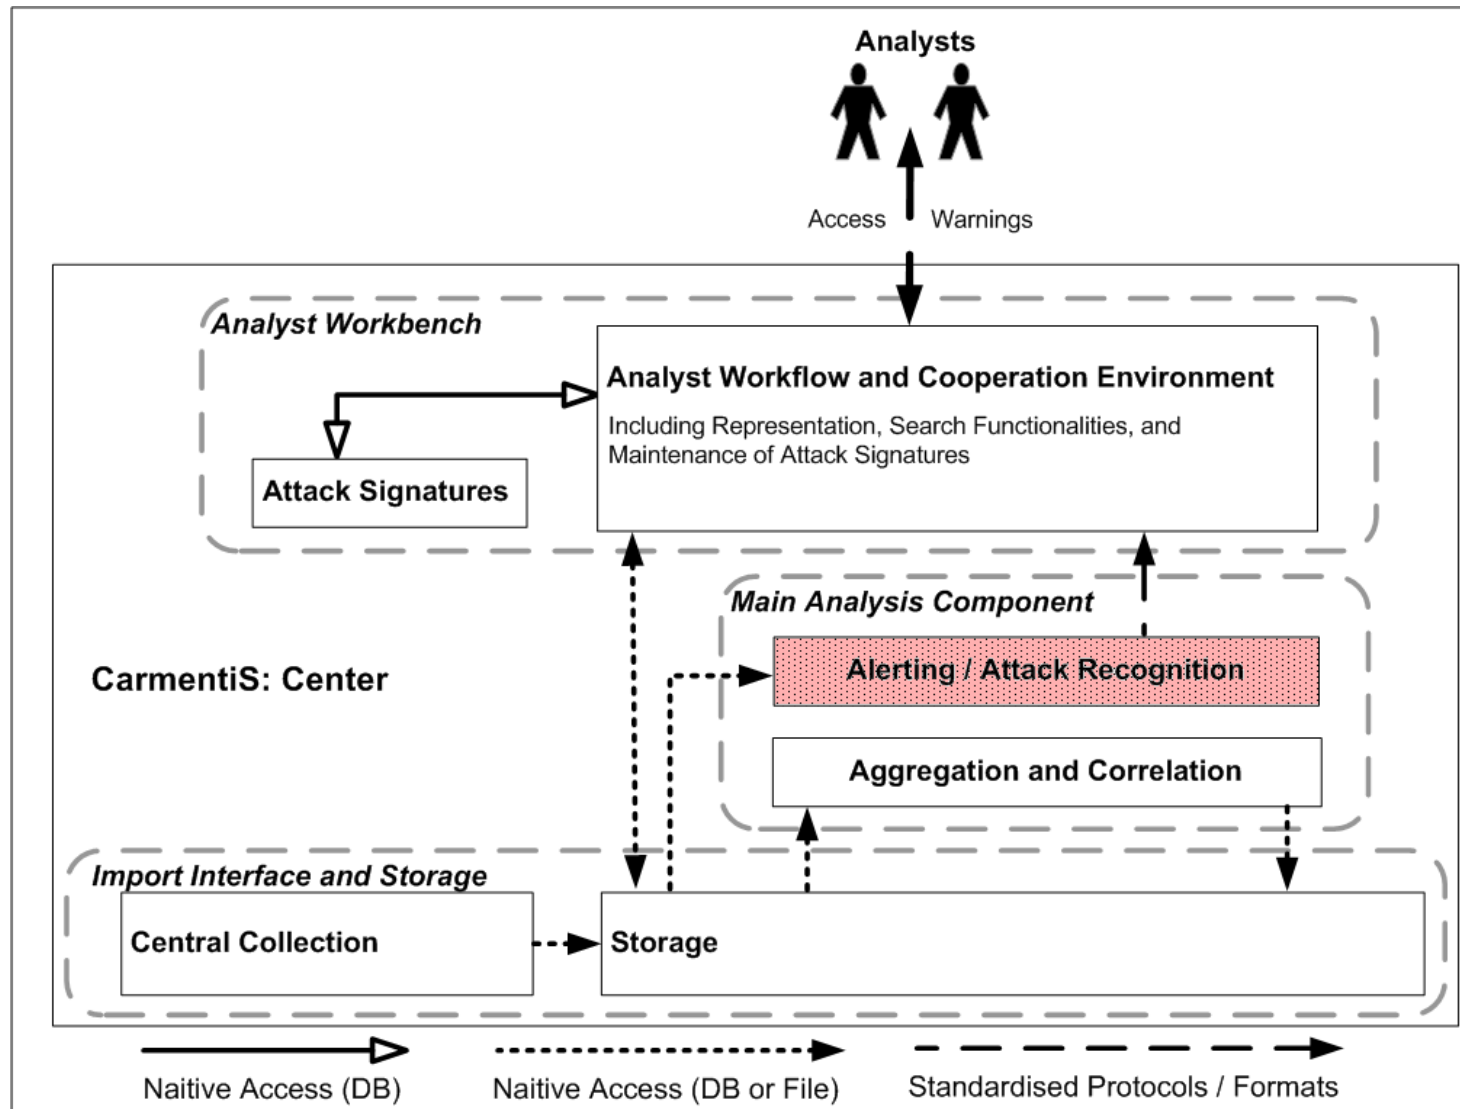 Analysts
Access Warnings
Analyst Workbench
Analyst Workflow and Cooperation Environment
Including Representation, Search Functionalities, and
Maintenance of Attack Signatures
Attack Signatures
Main Analysis Component
Alerting / Attack Recognition
CarmentiS: Center
Aggregation and Correlation
Import Interface and Storage
Central Collection
Storage
Naitive Access (DB)
Naitive Access (DB or File)
Standardised Protocols / Formats